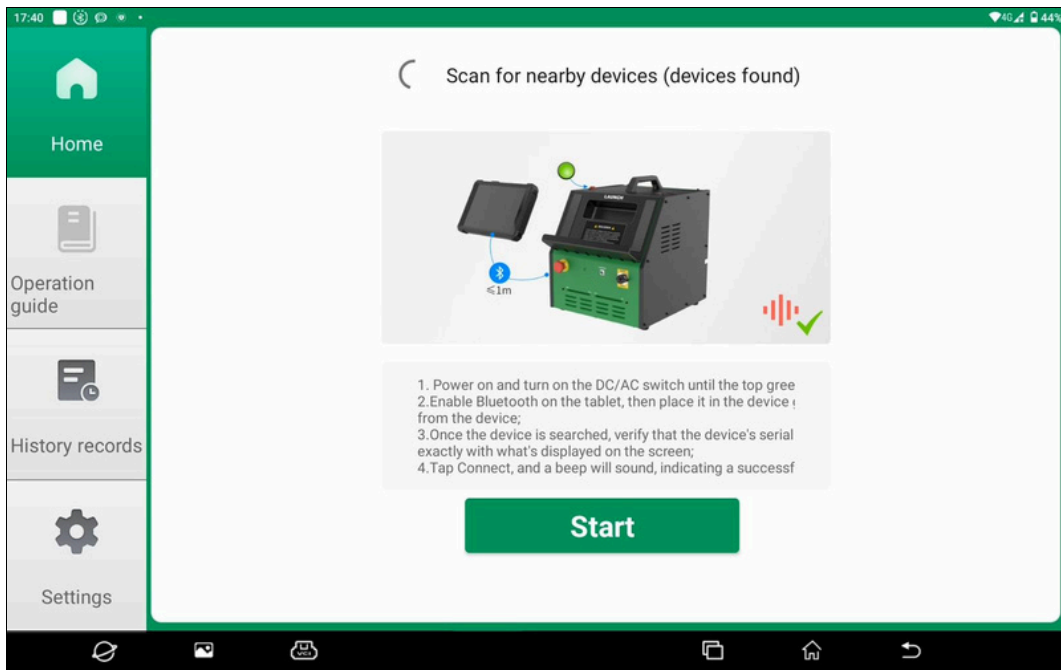 17:40
4G
44%
Scan for nearby devices (devices found)
Home
LAUNCH
≤1m
Operation
guide
1. Power on and turn on the DC/AC switch until the top gree
2.Enable Bluetooth on the tablet, then place it in the device
from the device;
3.Once the device is searched, verify that the device's serial
exactly with what's displayed on the screen;
4.Tap Connect, and a beep will sound, indicating a successf
History records
Start
Settings
VCI